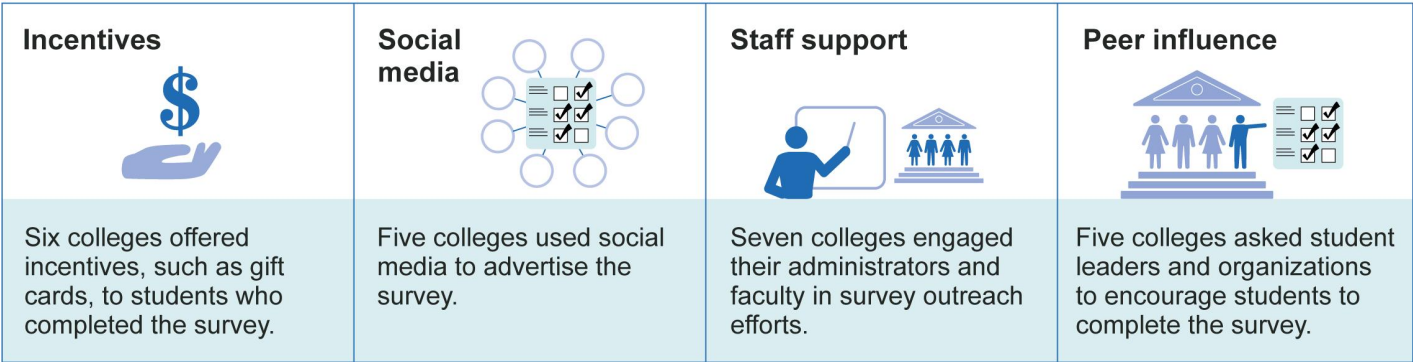 Incentives
Six colleges offered
incentives, such as gift
cards, to students who
completed the survey.
Social
media
Five colleges used social
media to advertise the
survey.
Staff support
Seven colleges engaged
their administrators and
faculty in survey outreach
efforts.
Peer influence
Five colleges asked student
leaders and organizations
to encourage students to
complete the survey.